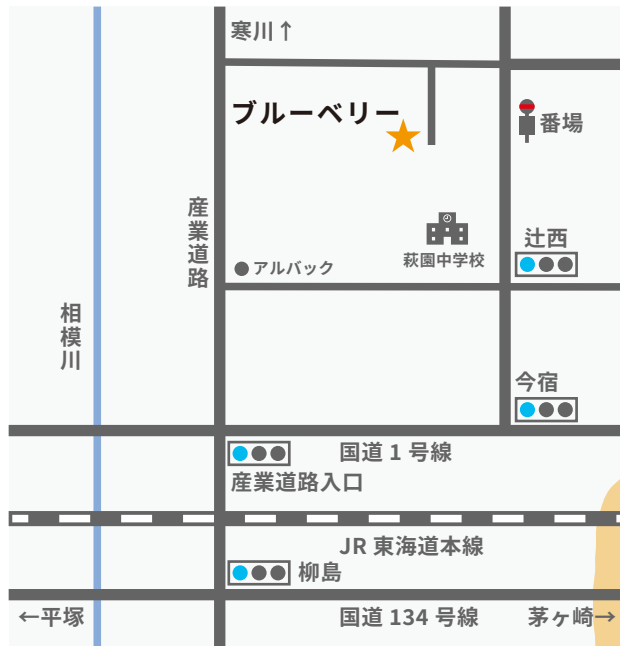 寒川↑
ブルーベリー
番場
産業道路
辻西
萩園中学校
アルバック
相模川
今宿
国道 1 号線
産業道路入口
JR 東海道本線
柳島
←平塚
国道 134 号線
茅ヶ崎→